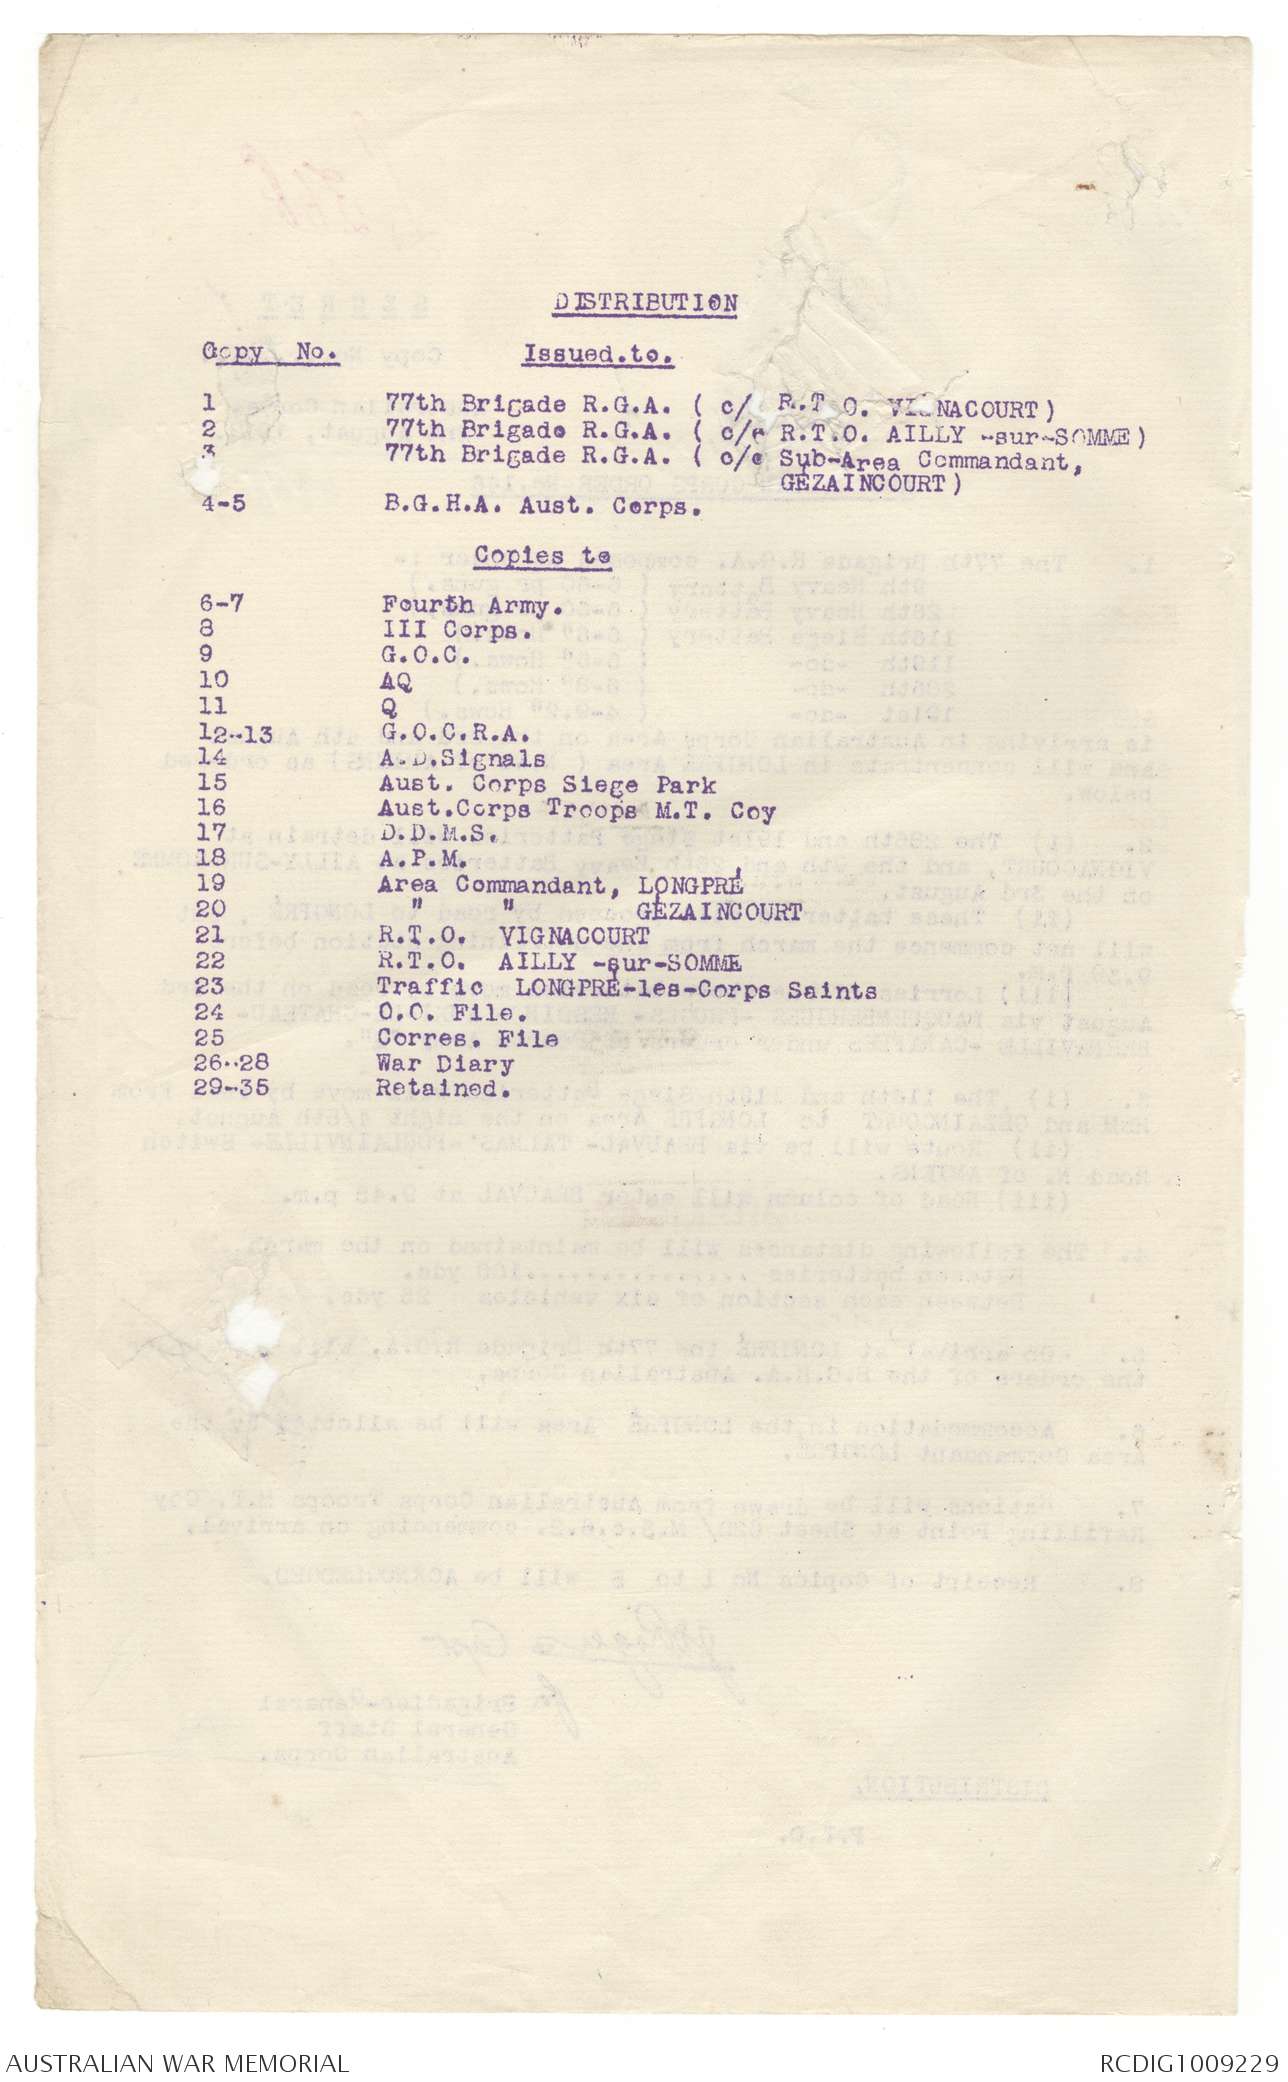 DISTRIBUTION
Copy No. Issued.to.
1 77th Brigade R.G.A. ( c/ R.T.O. VIGNACOURT)
2 77th Brigade R.G.A. ( c/o R.T.O. AILLY -sur-SOMME)
3 77th Brigade R.G.A. ( c/o Sub-Area Commandant,
GÉZAINCOURT)
4-5 B.G.H.A. Aust. Corps.
Copies to
6-7 Fourth Army.
8 III Corps.
9 G.O.C.
10 AQ
11 Q
12-13 G.O.C.R.A.
14 A.D.Signals
15 Aust. Corps Siege Park
16 Aust.Corps Troops M.T. Coy
17 D.D.M.S.
18 A.P.M.
19 Area Commandant, LONGPRÉ
20 " " GÉZAINCOURT
21 R.T.O. VIGNACOURT
22 R.T.O. AILLY -sur-SOMME
23 Traffic LONGPRÉ-les-Corps Saints
24 O.O. File.
25 Corres. File
26-28 War Diary
29-35 Retained.
AUSTRALIAN WAR MEMORIAL RCDIG1009229